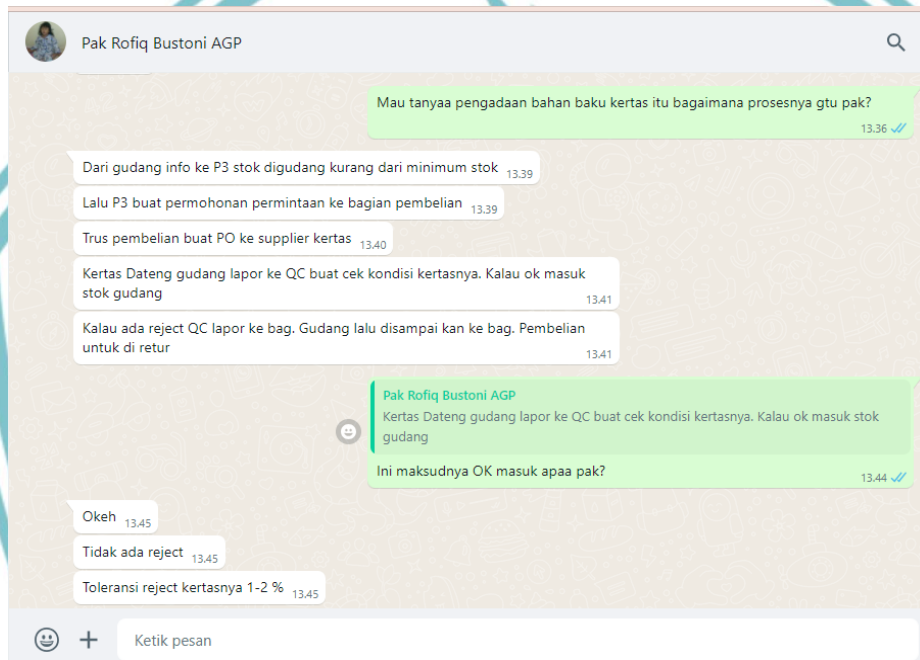 Pak Rofiq Bustoni AGP
Mau tanyaa pengadaan bahan baku kertas itu bagaimana prosesnya gtu pak?
13.36
Dari gudang info ke P3 stok digudang kurang dari minimum stok 13.39
Lalu P3 buat permohonan permintaan ke bagian pembelian 13.39
Trus pembelian buat PO ke supplier kertas 13.40
Kertas Dateng gudang lapor ke QC buat cek kondisi kertasnya. Kalau ok masuk
stok gudang 13.41
Kalau ada reject QC lapor ke bag. Gudang lalu disampai kan ke bag. Pembelian
untuk di retur 13.41
Pak Rofiq Bustoni AGP
Kertas Dateng gudang lapor ke QC buat cek kondisi kertasnya. Kalau ok masuk stok
gudang
Ini maksudnya OK masuk apaa pak?
13.44
Okeh 13.45
Tidak ada reject 13.45
Toleransi reject kertasnya 1-2 % 13.45
Ketik pesan